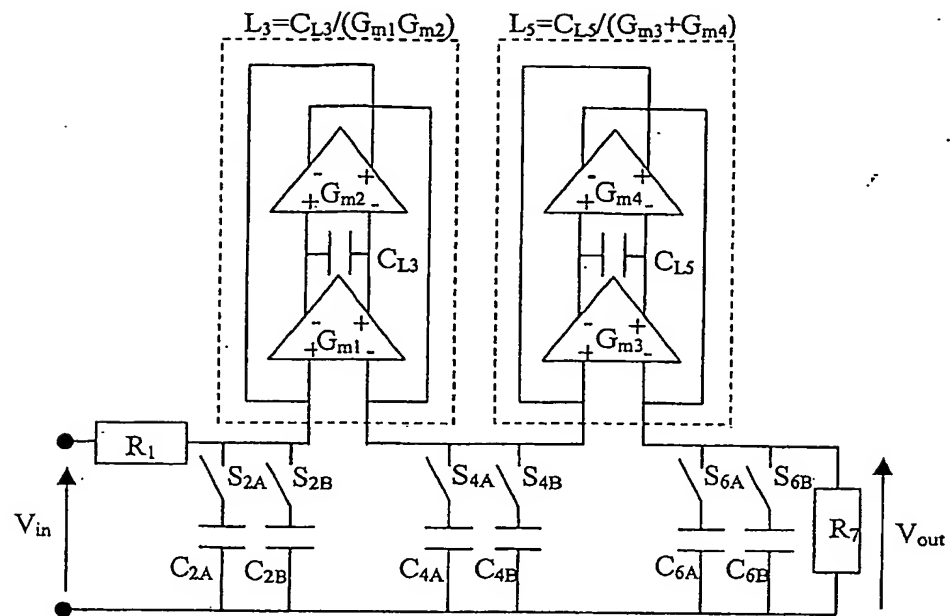 L3=CL3/(Gm1Gm2)
L5=CL5/(Gm3+Gm4)
- +
Gm2
+ -
- +
Gm4
+ -
CL3
CL5
- +
Gm1
+ -
- +
Gm3
+ -
R1
S2A
S2B
S4A
S4B
S6A
S6B
Vin
R7
Vout
C2A
C2B
C4A
C4B
C6A
C6B